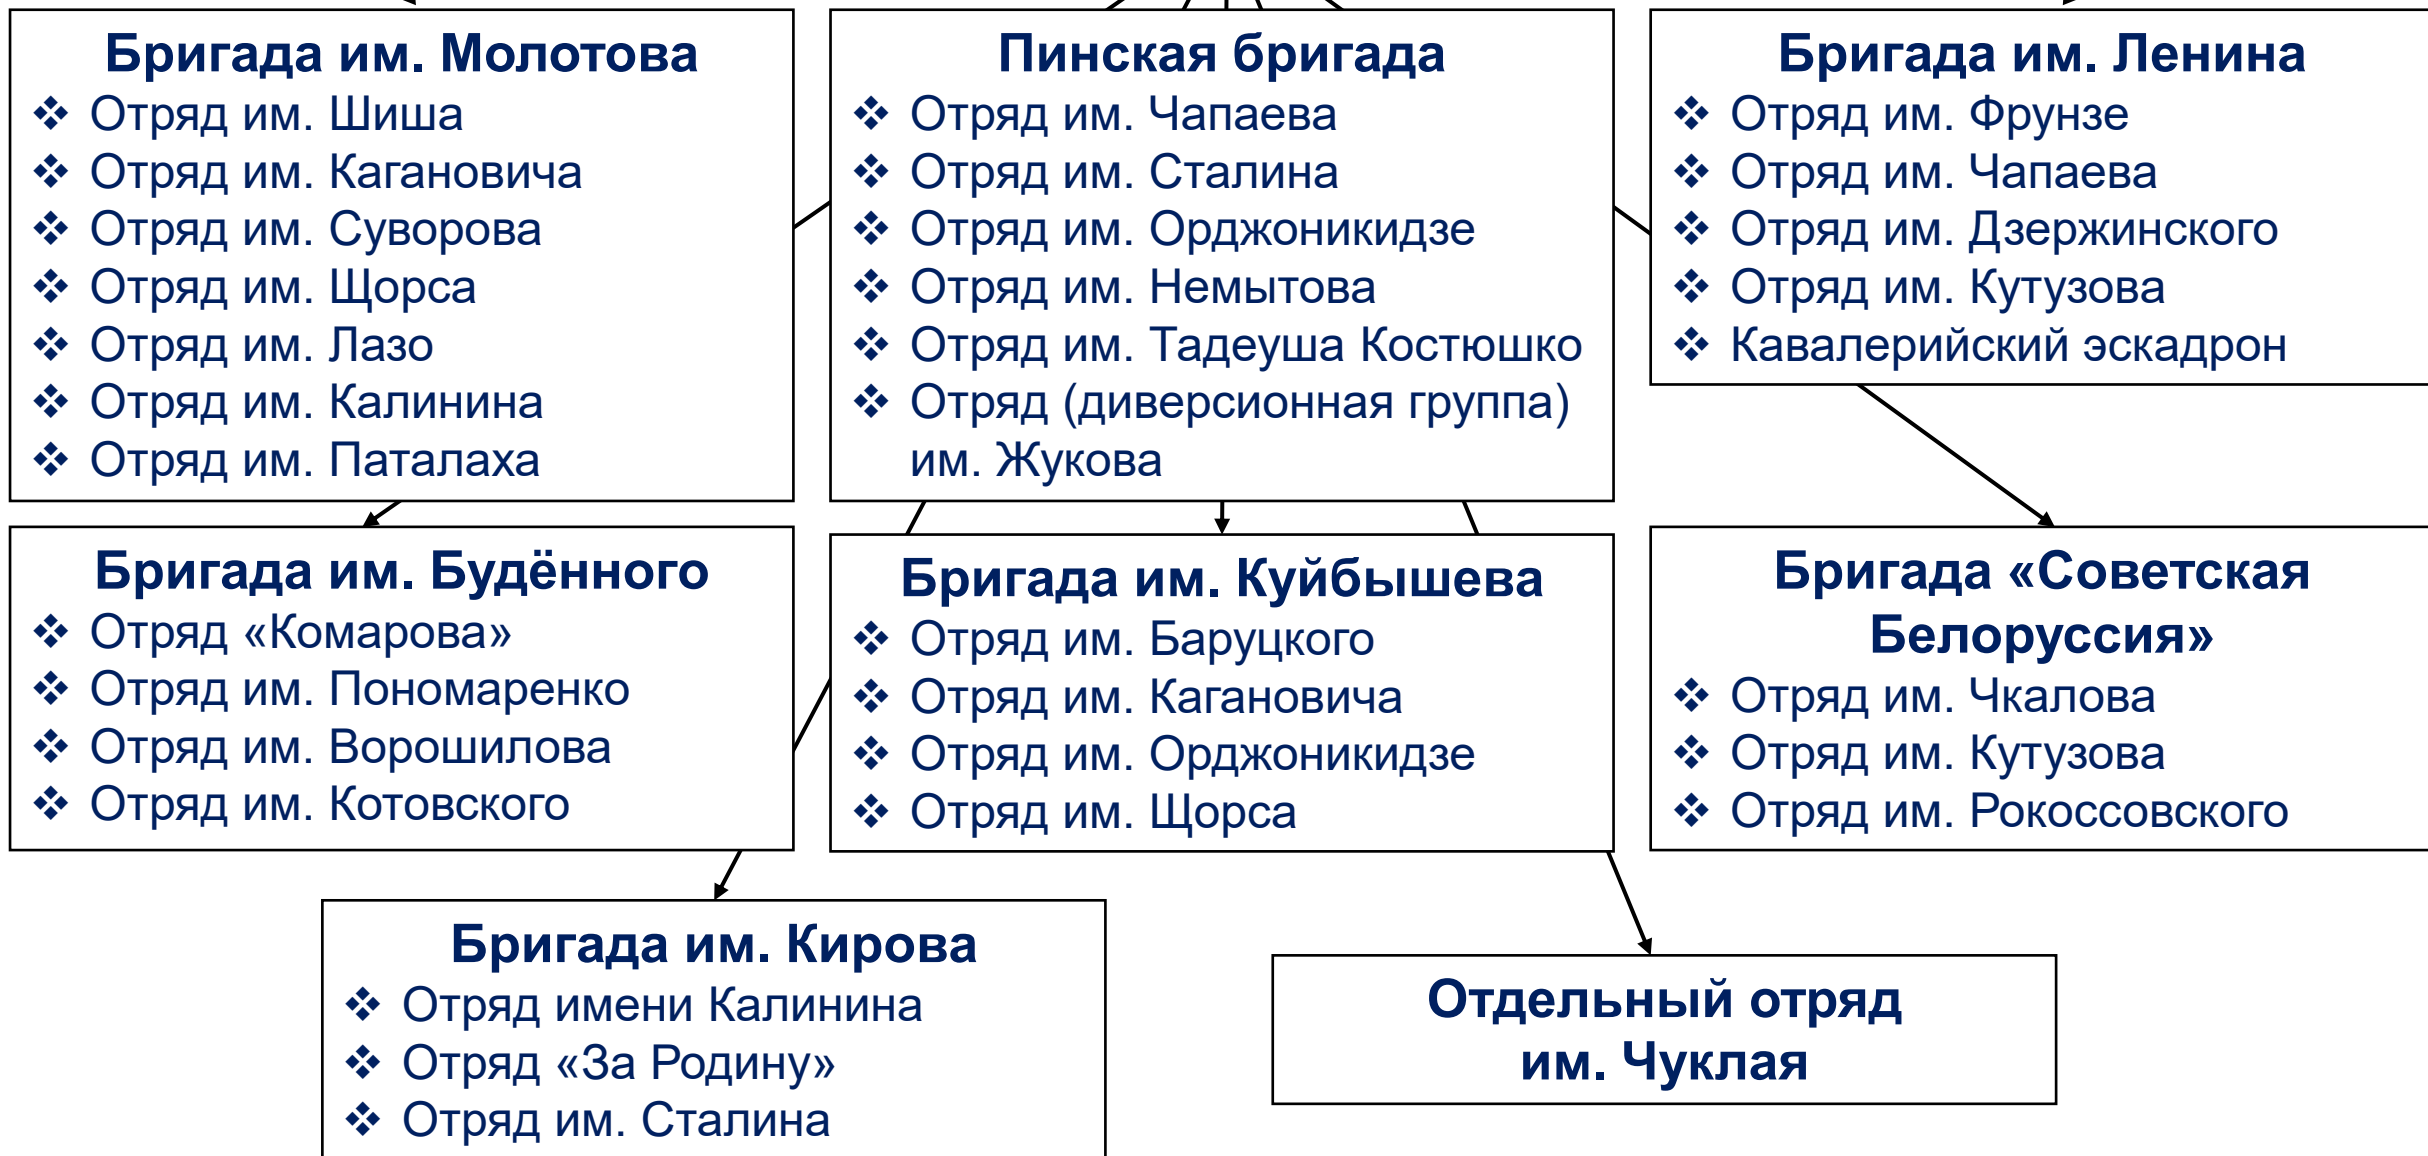 Бригада им. Молотова
❖ Отряд им. Шиша
❖ Отряд им. Кагановича
❖ Отряд им. Суворова
❖ Отряд им. Щорса
❖ Отряд им. Лазо
❖ Отряд им. Калинина
❖ Отряд им. Паталаха
Пинская бригада
❖ Отряд им. Чапаева
❖ Отряд им. Сталина
❖ Отряд им. Орджоникидзе
❖ Отряд им. Немытова
❖ Отряд им. Тадеуша Костюшко
❖ Отряд (диверсионная группа)
им. Жукова
Бригада им. Ленина
❖ Отряд им. Фрунзе
❖ Отряд им. Чапаева
❖ Отряд им. Дзержинского
❖ Отряд им. Кутузова
❖ Кавалерийский эскадрон
Бригада им. Будённого
❖ Отряд «Комарова»
❖ Отряд им. Пономаренко
❖ Отряд им. Ворошилова
❖ Отряд им. Котовского
Бригада им. Куйбышева
❖ Отряд им. Баруцкого
❖ Отряд им. Кагановича
❖ Отряд им. Орджоникидзе
❖ Отряд им. Щорса
Бригада «Советская
Белоруссия»
❖ Отряд им. Чкалова
❖ Отряд им. Кутузова
❖ Отряд им. Рокоссовского
Бригада им. Кирова
❖ Отряд имени Калинина
❖ Отряд «За Родину»
❖ Отряд им. Сталина
Отдельный отряд
им. Чуклая